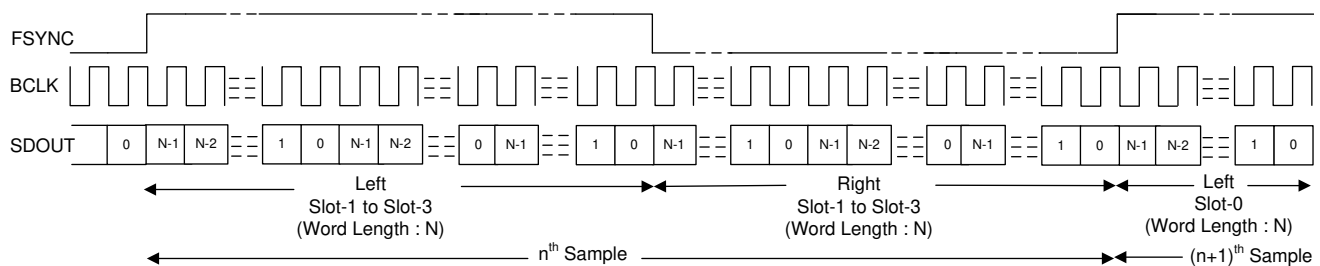 FSYNC
BCLK
SDOUT 0 N-1 N-2 1 0 N-1 N-2 0 N-1 1 0 N-1 1 0 N-1 N-2 0 N-1 1 0 N-1 N-2 1 0
Left Right Left
Slot-1 to Slot-3 Slot-1 to Slot-3 Slot-0
(Word Length : N) (Word Length : N) (Word Length : N)
nth Sample (n+1)th Sample